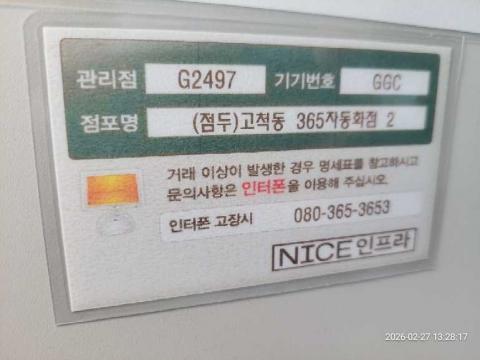 관리점 G2497 기기번호 GGC
점포명 (점두)고척동 365자동화점 2
거래 이상이 발생한 경우 명세표를 참고하시고
문의사항은 인터폰을 이용해 주십시오.
인터폰 고장시 080-365-3653
NICE인프라
2026-02-27 13:28:17